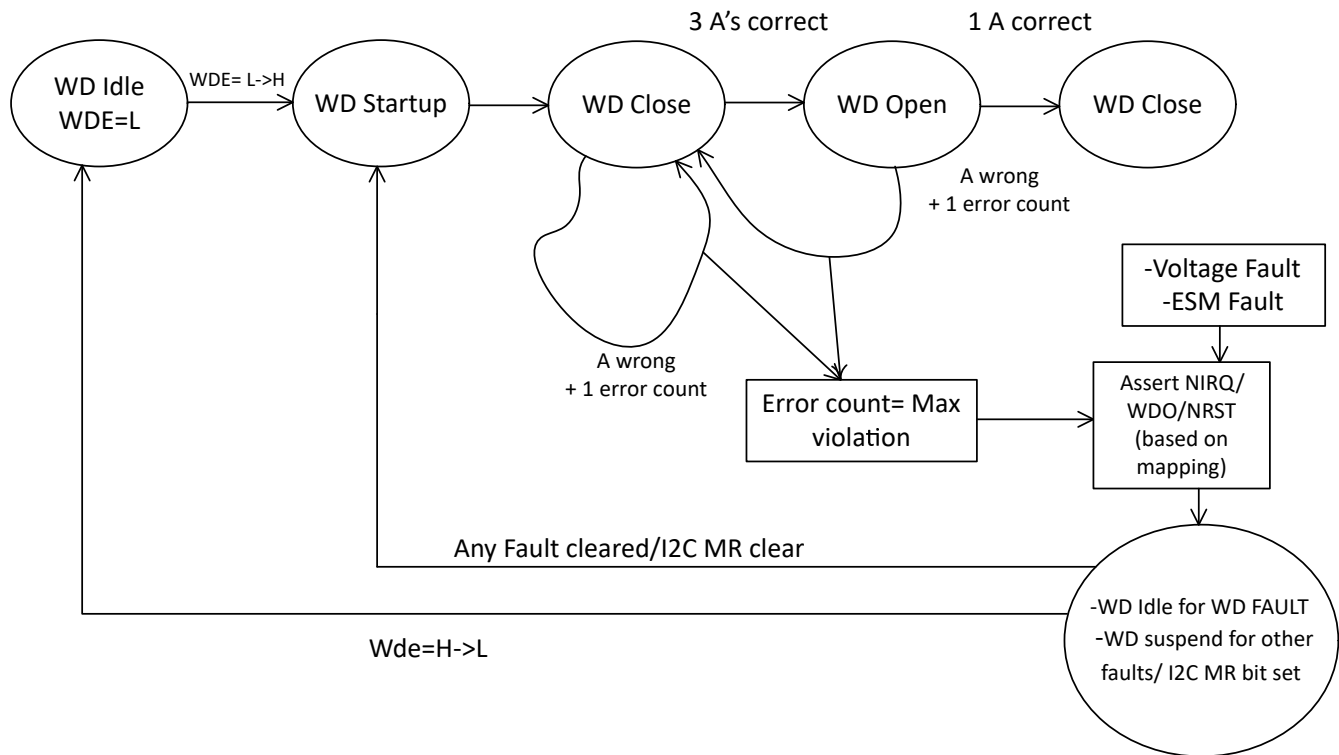 3 A's correct
1 A correct
WD Idle
WDE=L
WDE= L->H
WD Startup
WD Close
WD Open
WD Close
A wrong
+ 1 error count
-Voltage Fault
-ESM Fault
A wrong
+ 1 error count
Error count= Max
violation
Assert NIRQ/
WDO/NRST
(based on
mapping)
Any Fault cleared/I2C MR clear
-WD Idle for WD FAULT
-WD suspend for other
faults/ I2C MR bit set
Wde=H->L